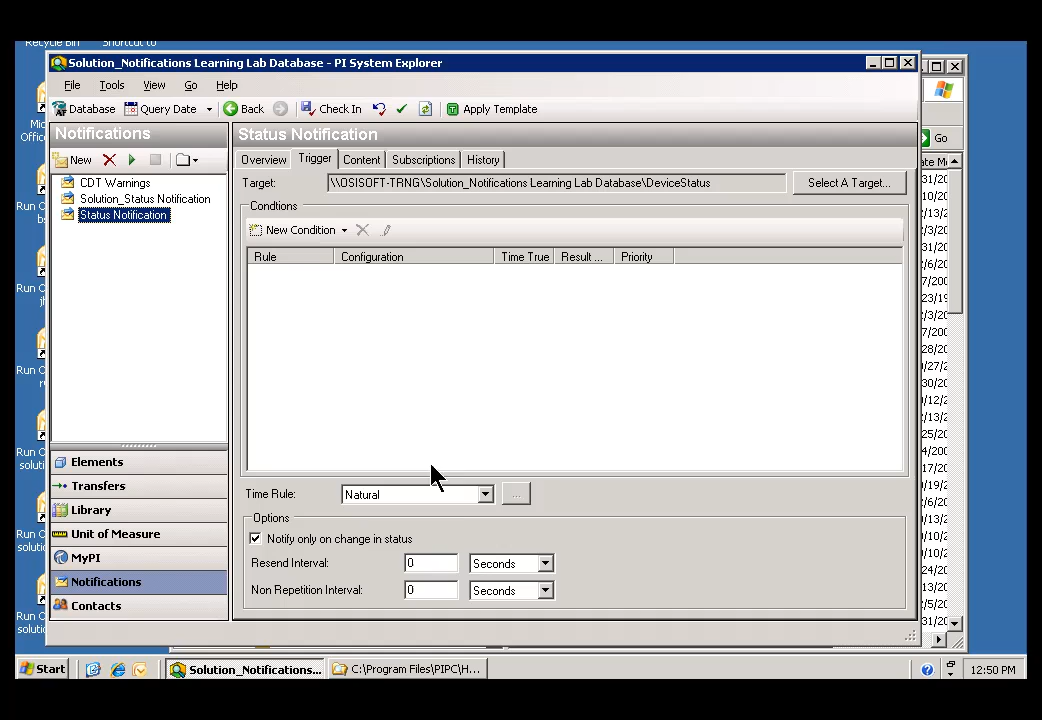 Recycle Bin Shortcut to
Solution_Notifications Learning Lab Database - PI System Explorer
File Tools View Go Help
Database Query Date Back Check In Apply Template
Go
Notifications
Status Notification
New
Overview Trigger Content Subscriptions History
Target: \\OSISOFT-TRNG\Solution_Notifications Learning Lab Database\DeviceStatus Select A Target...
CDT Warnings
Solution_Status Notification
Status Notification
Conditions
New Condition
Rule Configuration Time True Result ... Priority
Elements
Transfers
Library
Unit of Measure
MyPI
Notifications
Contacts
Time Rule: Natural ...
Options
Notify only on change in status
Resend Interval: 0 Seconds
Non Repetition Interval: 0 Seconds
Start Solution_Notifications... C:\Program Files\PIPC\H... 12:50 PM